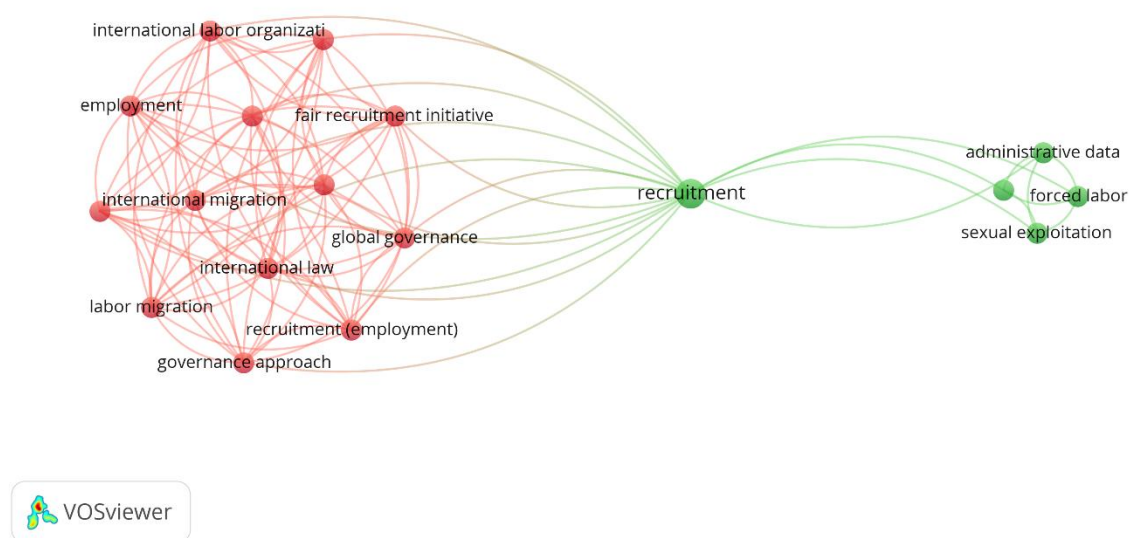 international labor organizati
employment
fair recruitment initiative
international migration
global governance
international law
labor migration
recruitment (employment)
governance approach
recruitment
administrative data
forced labor
sexual exploitation
VOSviewer